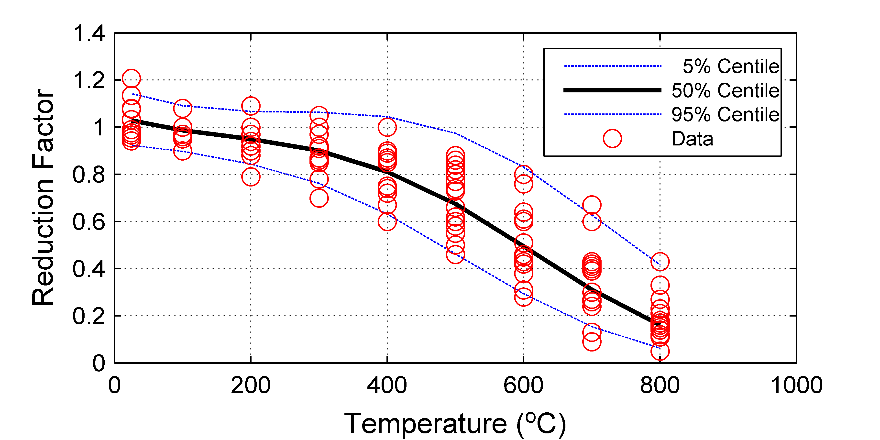 1.4
1.2
1
0.8
0.6
0.4
0.2
0
Reduction Factor
5% Centile
50% Centile
95% Centile
Data
0 200 400 600 800 1000
Temperature (°C)